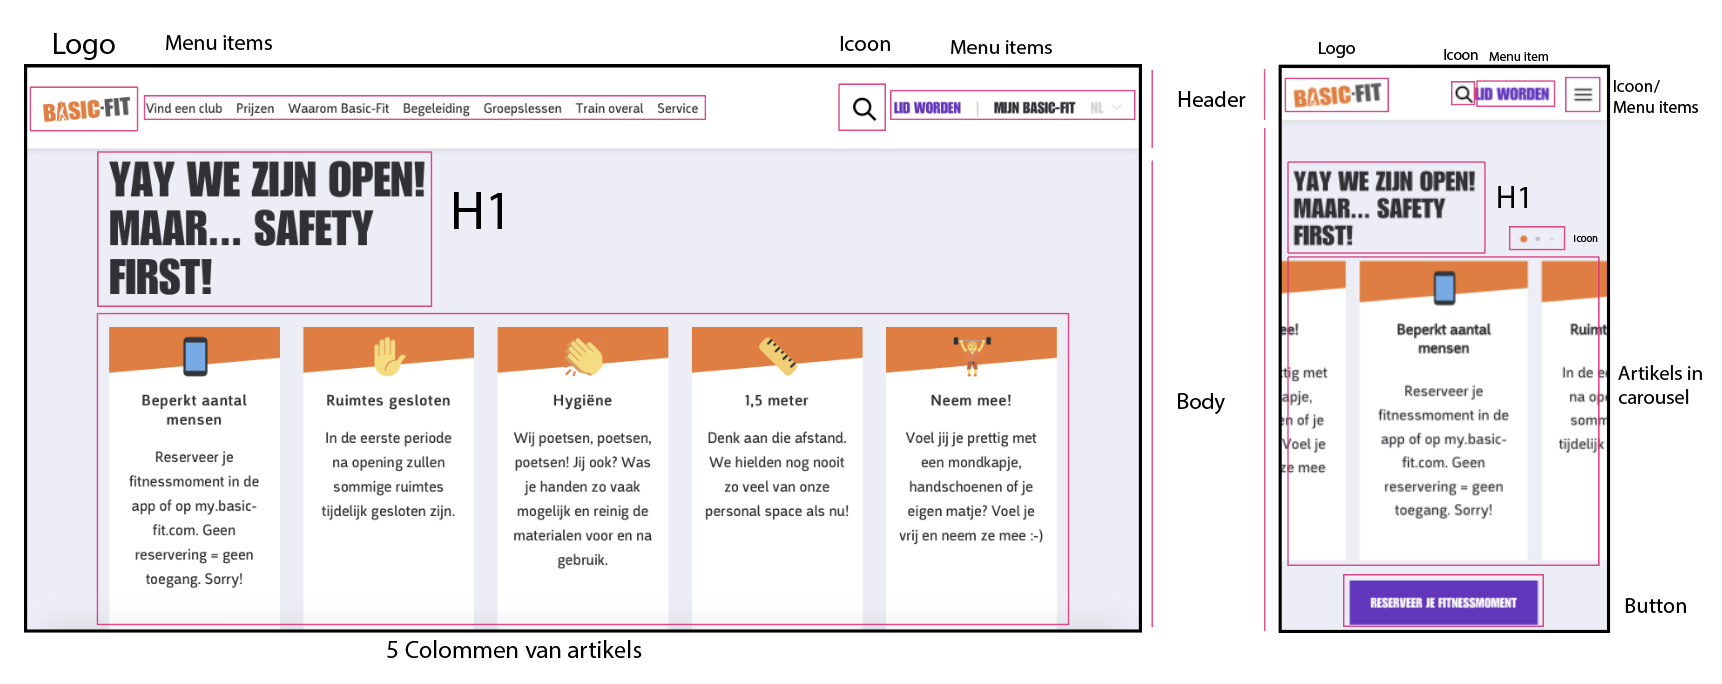 Logo
Menu items
Icoon
Menu items
BASIC-FIT
Vind een club Prijzen Waarom Basic-Fit Begeleiding Groepslessen Train overal Service
LID WORDEN | MIJN BASIC-FIT NL
Header
YAY WE ZIJN OPEN!
MAAR... SAFETY
FIRST!
H1
Body
Beperkt aantal
mensen
Reserveer je
fitnessmoment in de
app of op my.basic-
fit.com. Geen
reservering = geen
toegang. Sorry!
Ruimtes gesloten
In de eerste periode
na opening zullen
sommige ruimtes
tijdelijk gesloten zijn.
Hygiëne
Wij poetsen, poetsen,
poetsen! Jij ook? Was
je handen zo vaak
mogelijk en reinig de
materialen voor en na
gebruik.
1,5 meter
Denk aan die afstand.
We hielden nog nooit
zo veel van onze
personal space als nu!
Neem mee!
Voel jij je prettig met
een mondkapje,
handschoenen of je
eigen matje? Voel je
vrij en neem ze mee :-)
5 Colommen van artikels
Logo
Icoon
Menu item
BASIC-FIT
LID WORDEN
Icoon/
Menu items
YAY WE ZIJN OPEN!
MAAR... SAFETY
FIRST!
H1
Icoon
ee!
tig met
apje,
n of je
Voel je
ze mee
Beperkt aantal
mensen
Reserveer je
fitnessmoment in de
app of op my.basic-
fit.com. Geen
reservering = geen
toegang. Sorry!
Ruimt
In de ee
na ope
somm
tijdelijk
Artikels in
carousel
RESERVEER JE FITNESSMOMENT
Button